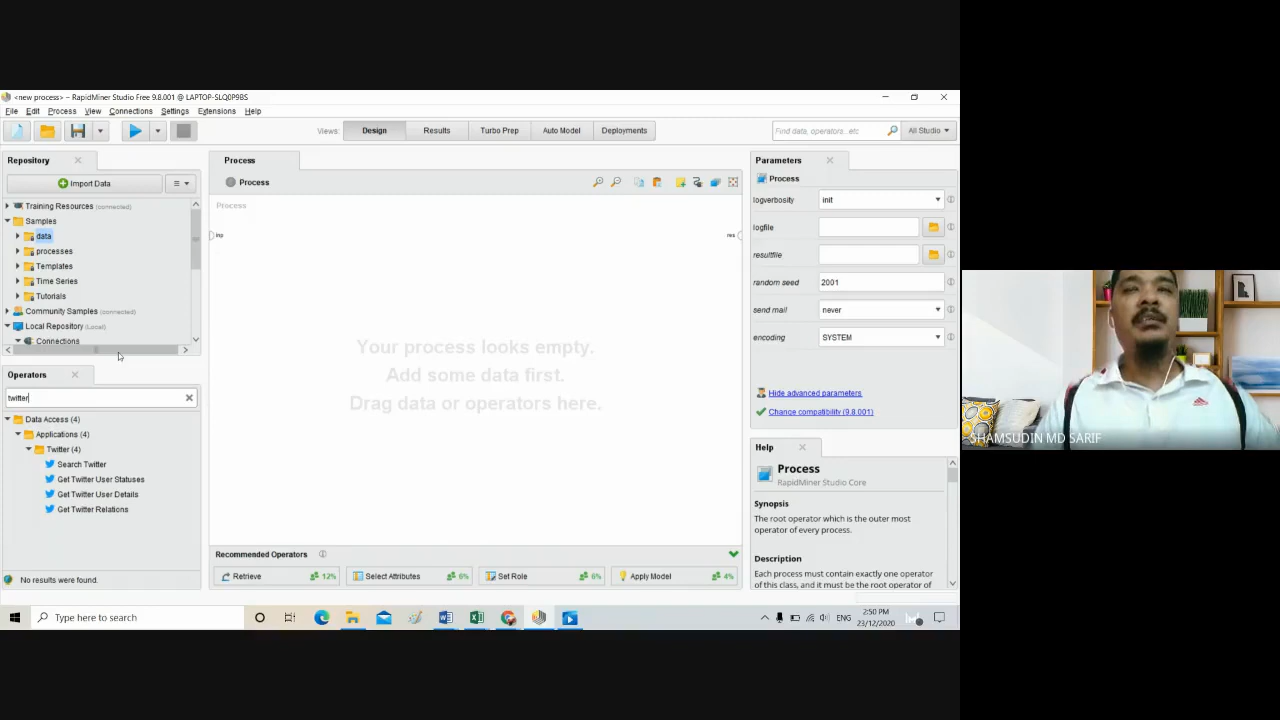 <new process> – RapidMiner Studio Free 9.8.001 @ LAPTOP-SLQ0P9BS
File Edit Process View Connections Settings Extensions Help
Views: Design Results Turbo Prep Auto Model Deployments Find data, operators...etc All Studio
Repository
Import Data
Training Resources (connected)
Samples
data
processes
Templates
Time Series
Tutorials
Community Samples (connected)
Local Repository (Local)
Connections
Operators
twitter
Data Access (4)
Applications (4)
Twitter (4)
Search Twitter
Get Twitter User Statuses
Get Twitter User Details
Get Twitter Relations
No results were found.
Process
Process
Process
inp
res
Your process looks empty.
Add some data first.
Drag data or operators here.
Recommended Operators
Retrieve 12% Select Attributes 6% Set Role 6% Apply Model 4%
Parameters
Process
logverbosity init
logfile
resultfile
random seed 2001
send mail never
encoding SYSTEM
Hide advanced parameters
Change compatibility (9.8.001)
Help
Process
RapidMiner Studio Core
Synopsis
The root operator which is the outer most
operator of every process.
Description
Each process must contain exactly one operator
of this class, and it must be the root operator of
SHAMSUDIN MD SARIF
Type here to search
ENG
2:50 PM
23/12/2020